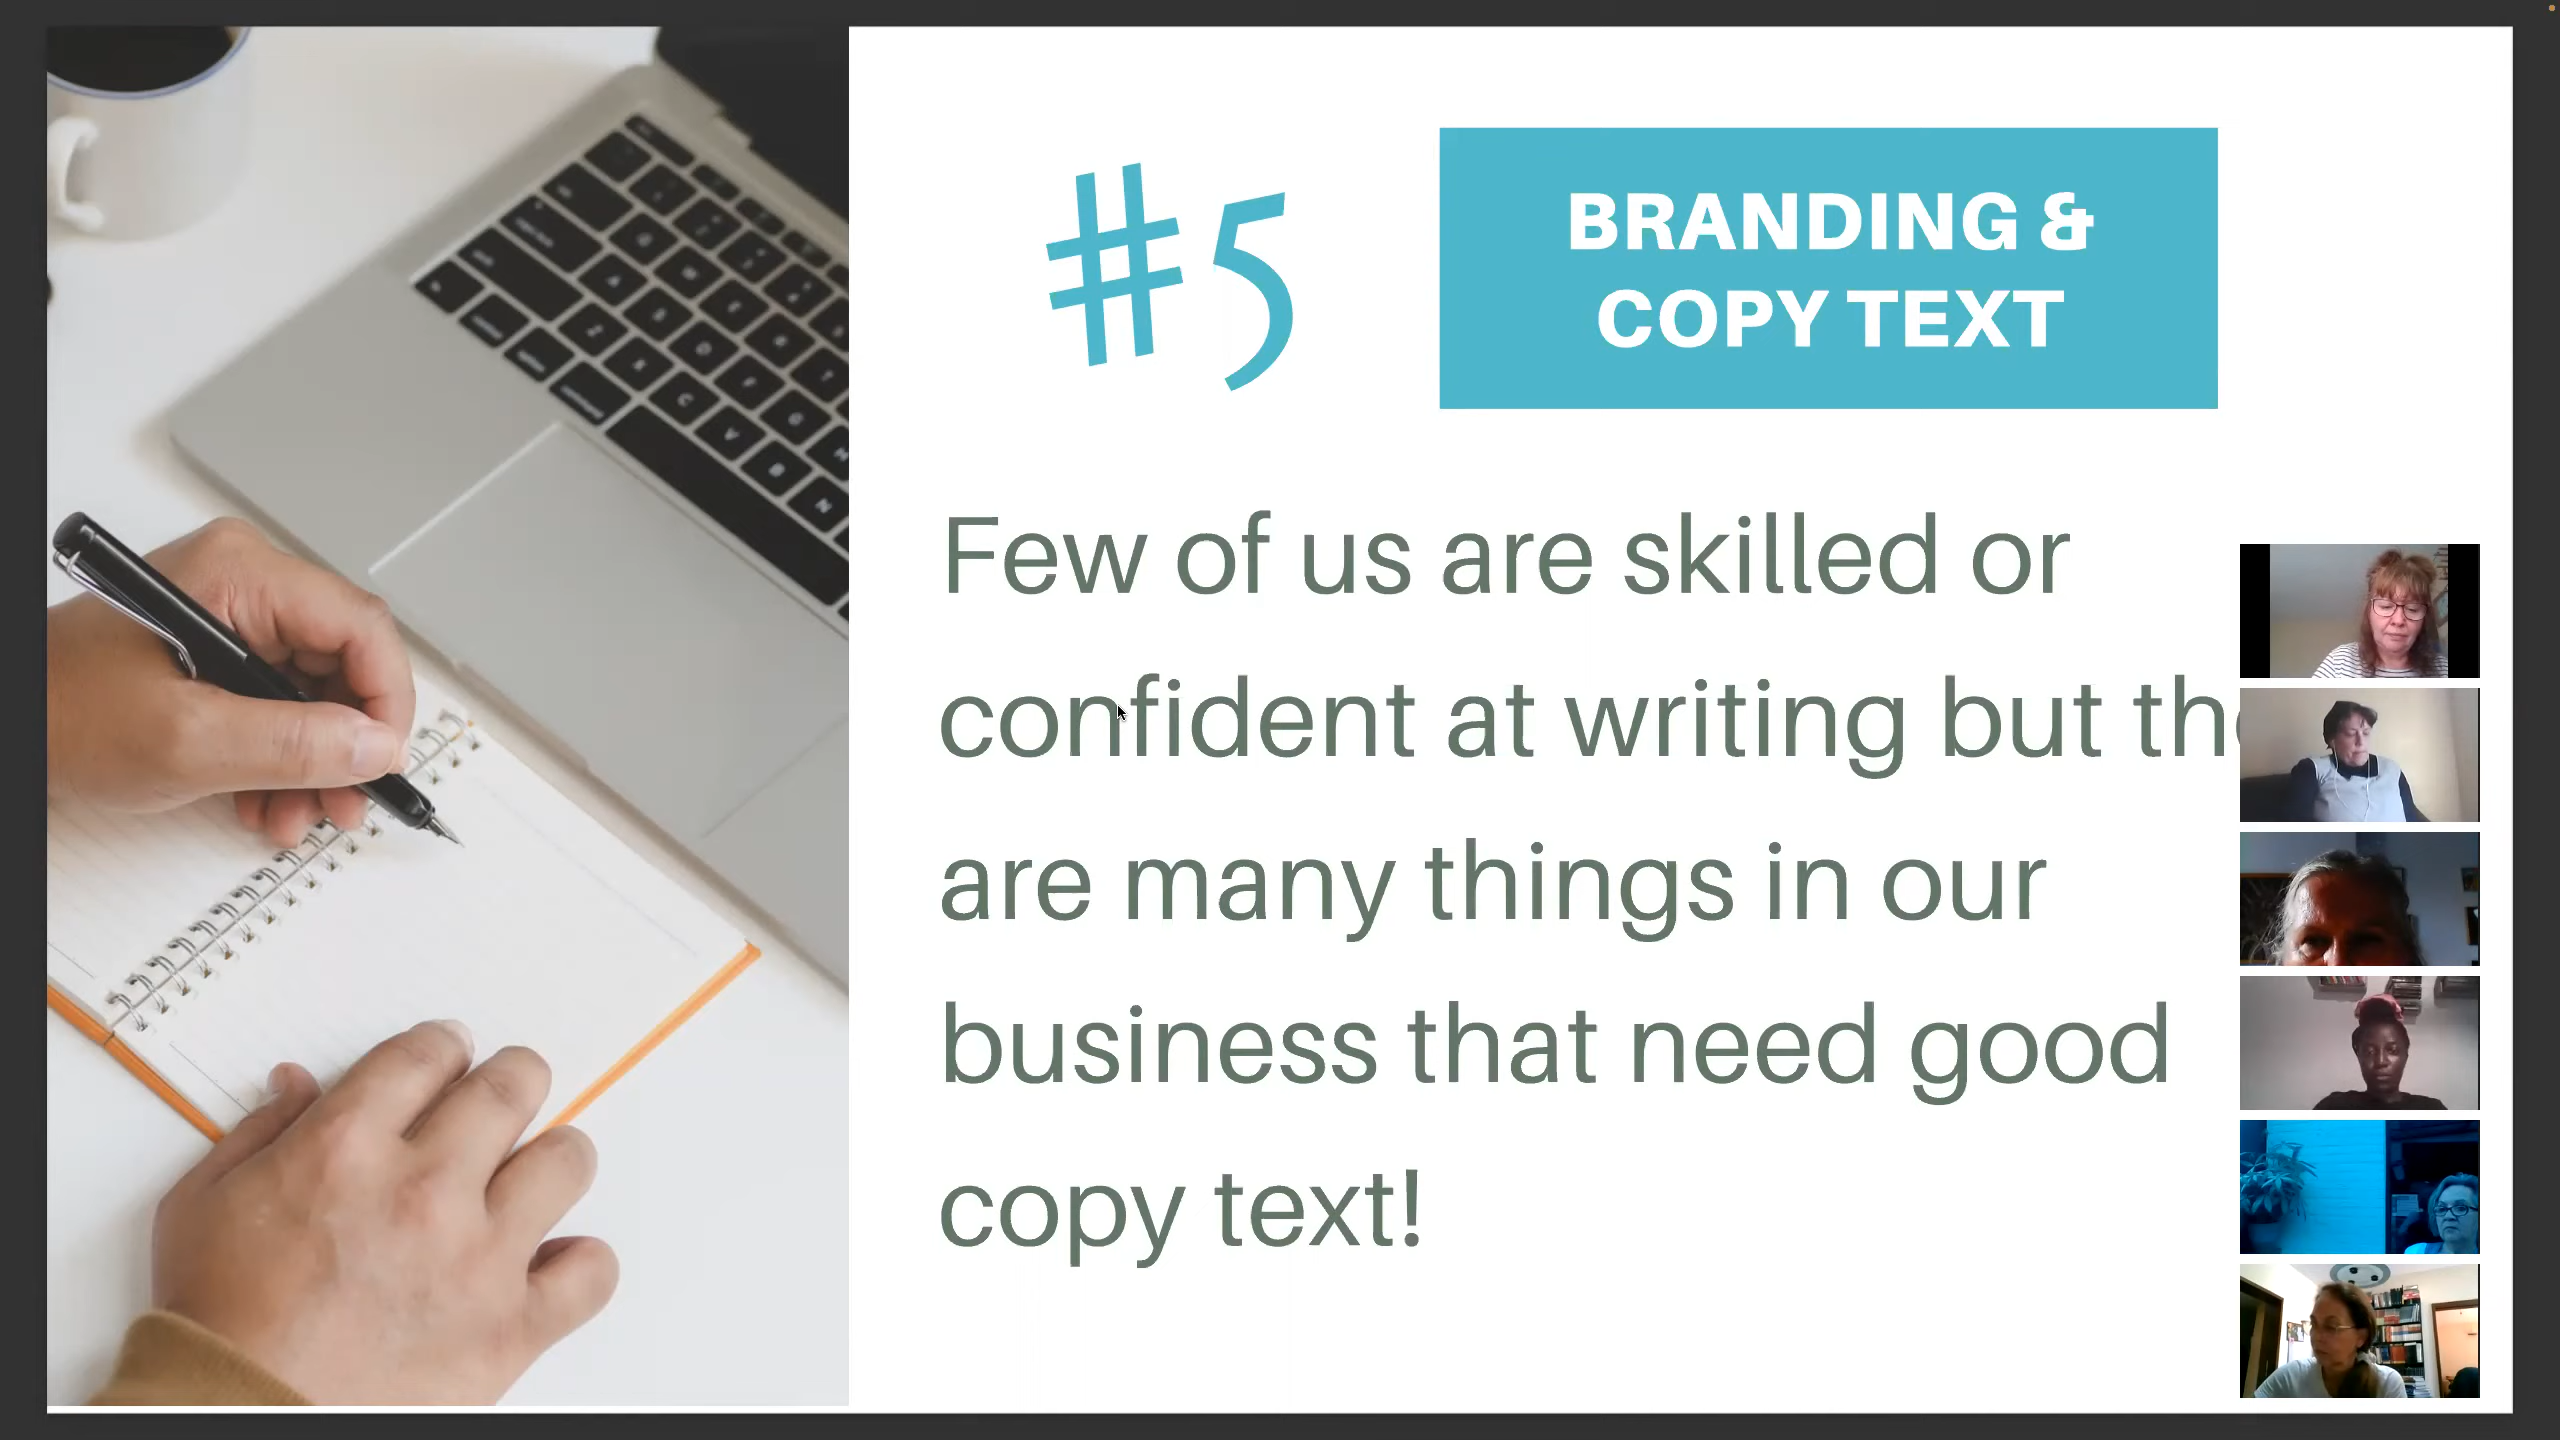 #5
BRANDING &
COPY TEXT
Few of us are skilled or
confident at writing but
are many things in our
business that need good
copy text!